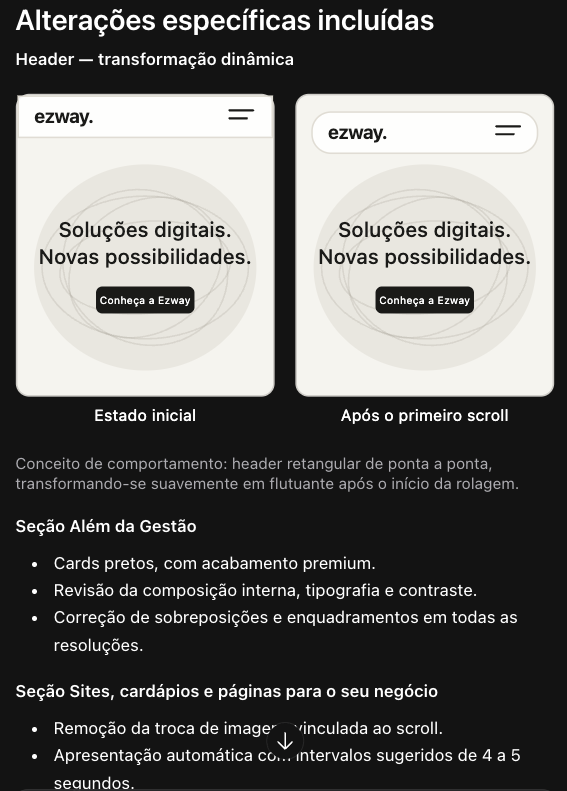 Alterações específicas incluídas
Header — transformação dinâmica
ezway.
Soluções digitais.
Novas possibilidades.
Conheça a Ezway
Estado inicial
ezway.
Soluções digitais.
Novas possibilidades.
Conheça a Ezway
Após o primeiro scroll
Conceito de comportamento: header retangular de ponta a ponta,
transformando-se suavemente em flutuante após o início da rolagem.
Seção Além da Gestão
• Cards pretos, com acabamento premium.
• Revisão da composição interna, tipografia e contraste.
• Correção de sobreposições e enquadramentos em todas as
resoluções.
Seção Sites, cardápios e páginas para o seu negócio
• Remoção da troca de imagem vinculada ao scroll.
• Apresentação automática com intervalos sugeridos de 4 a 5
segundos.